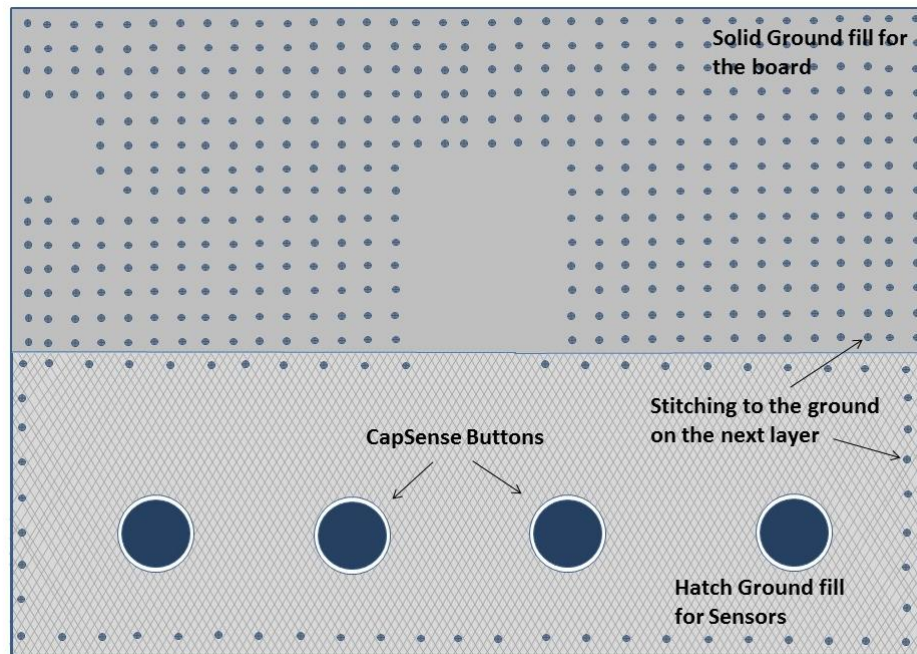 Solid Ground fill for
the board
Stitching to the ground
on the next layer
CapSense Buttons
Hatch Ground fill
for Sensors